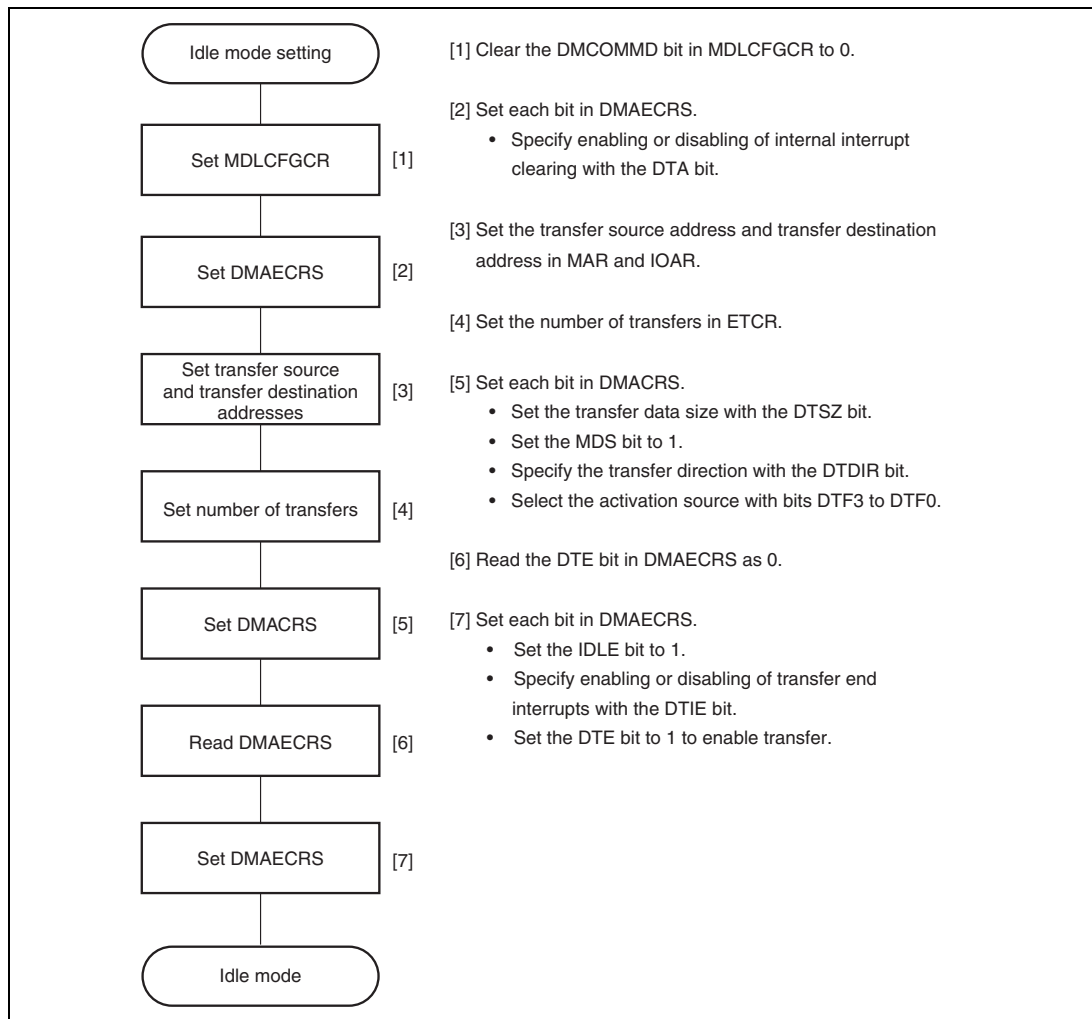 Idle mode setting
Set MDLCFGCR
[1]
Set DMAECRS
[2]
Set transfer source
and transfer destination
addresses
[3]
Set number of transfers
[4]
Set DMACRS
[5]
Read DMAECRS
[6]
Set DMAECRS
[7]
Idle mode
[1] Clear the DMCOMMD bit in MDLCFGCR to 0.
[2] Set each bit in DMAECRS.
• Specify enabling or disabling of internal interrupt
clearing with the DTA bit.
[3] Set the transfer source address and transfer destination
address in MAR and IOAR.
[4] Set the number of transfers in ETCR.
[5] Set each bit in DMACRS.
• Set the transfer data size with the DTSZ bit.
• Set the MDS bit to 1.
• Specify the transfer direction with the DTDIR bit.
• Select the activation source with bits DTF3 to DTF0.
[6] Read the DTE bit in DMAECRS as 0.
[7] Set each bit in DMAECRS.
• Set the IDLE bit to 1.
• Specify enabling or disabling of transfer end
interrupts with the DTIE bit.
• Set the DTE bit to 1 to enable transfer.